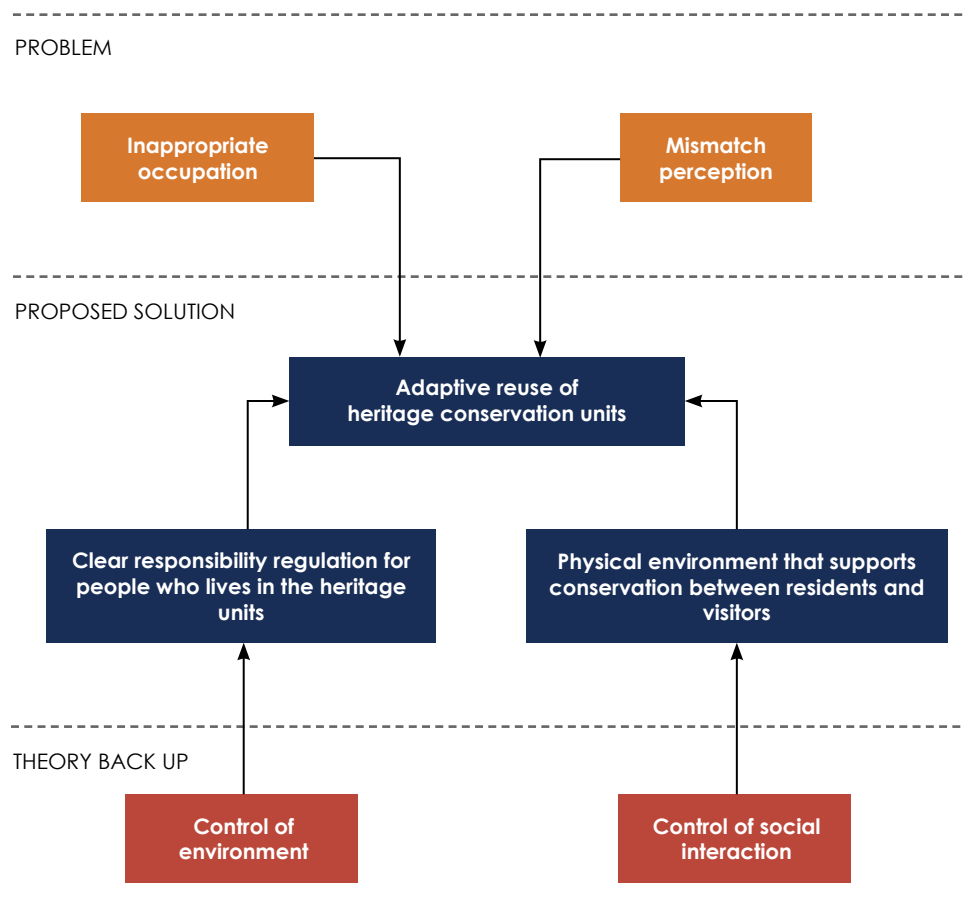 PROBLEM
Inappropriate
occupation
Mismatch
perception
PROPOSED SOLUTION
Adaptive reuse of
heritage conservation units
Clear responsibility regulation for
people who lives in the heritage
units
Physical environment that supports
conservation between residents and
visitors
THEORY BACK UP
Control of
environment
Control of social
interaction